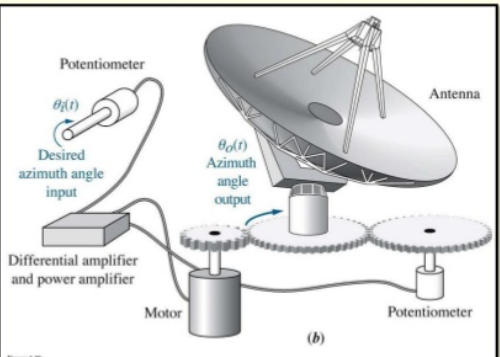 Potentiometer
θi(t)
Desired
azimuth angle
input
Antenna
θo(t)
Azimuth
angle
output
Differential amplifier
and power amplifier
Motor
Potentiometer
(b)